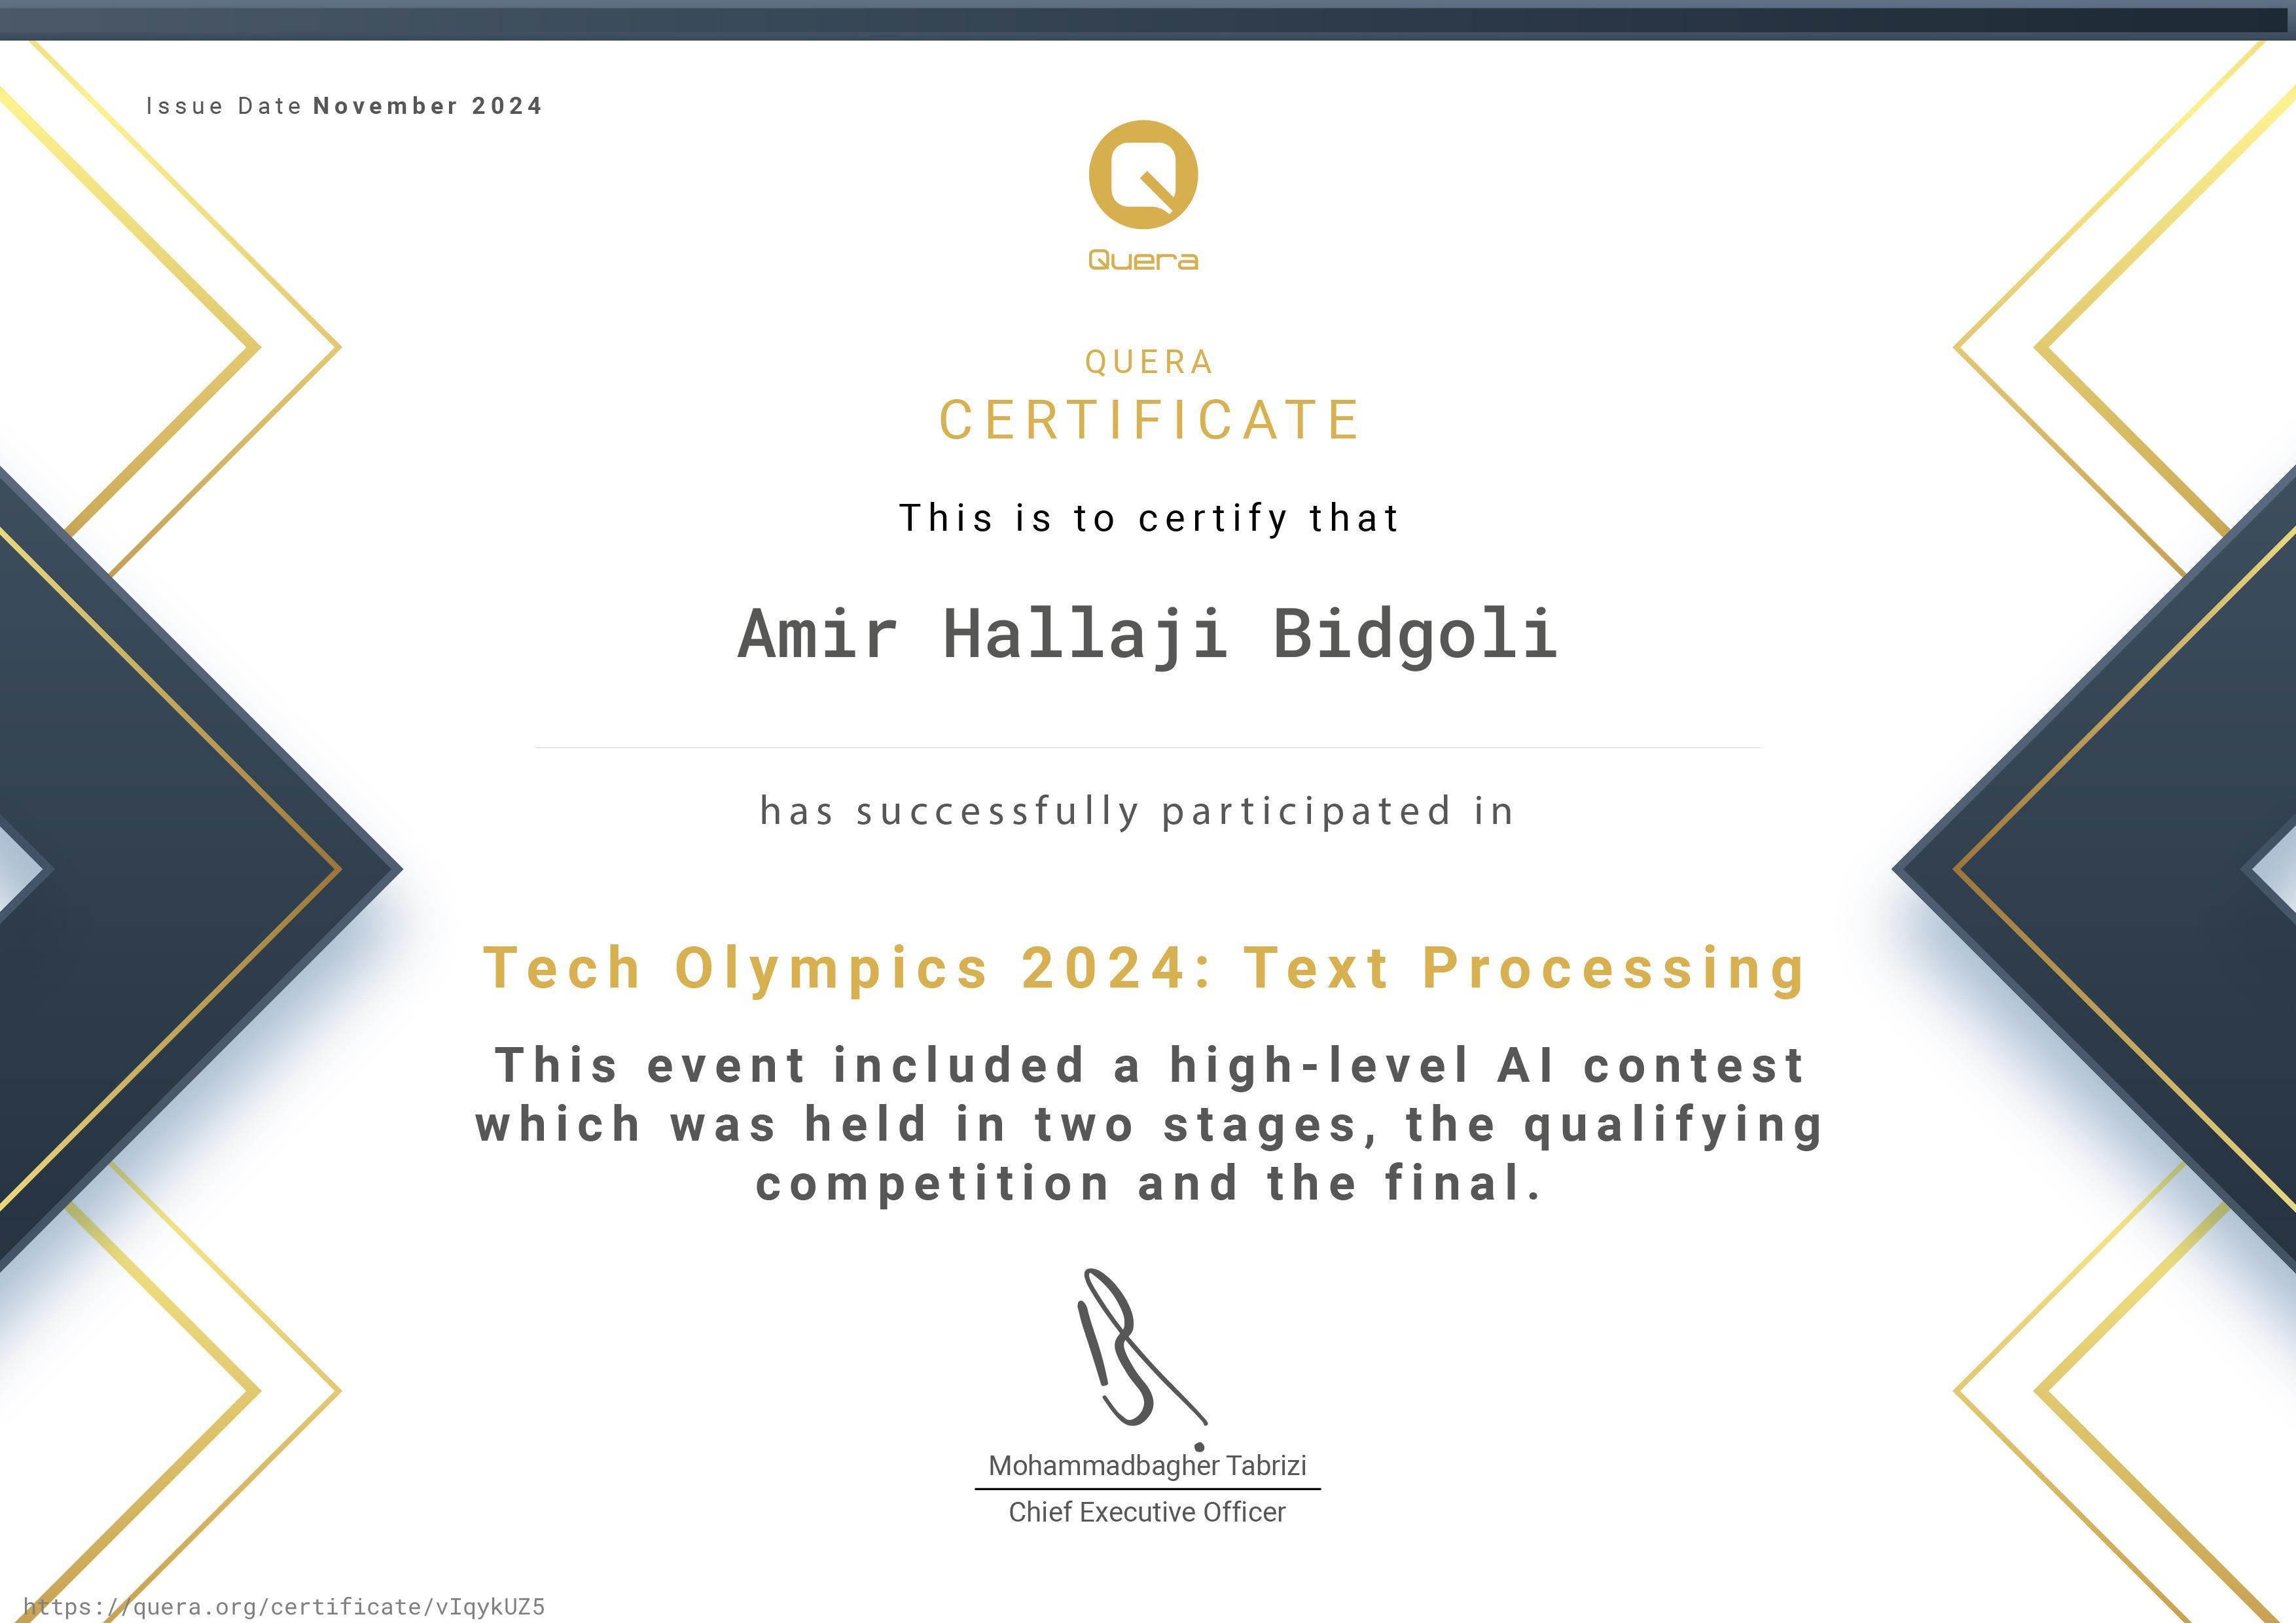 Issue Date November 2024
Quera
QUERA
CERTIFICATE
This is to certify that
Amir Hallaji Bidgoli
has successfully participated in
Tech Olympics 2024: Text Processing
This event included a high-level AI contest
which was held in two stages, the qualifying
competition and the final.
Mohammadbagher Tabrizi
Chief Executive Officer
https://quera.org/certificate/vIqykUZ5